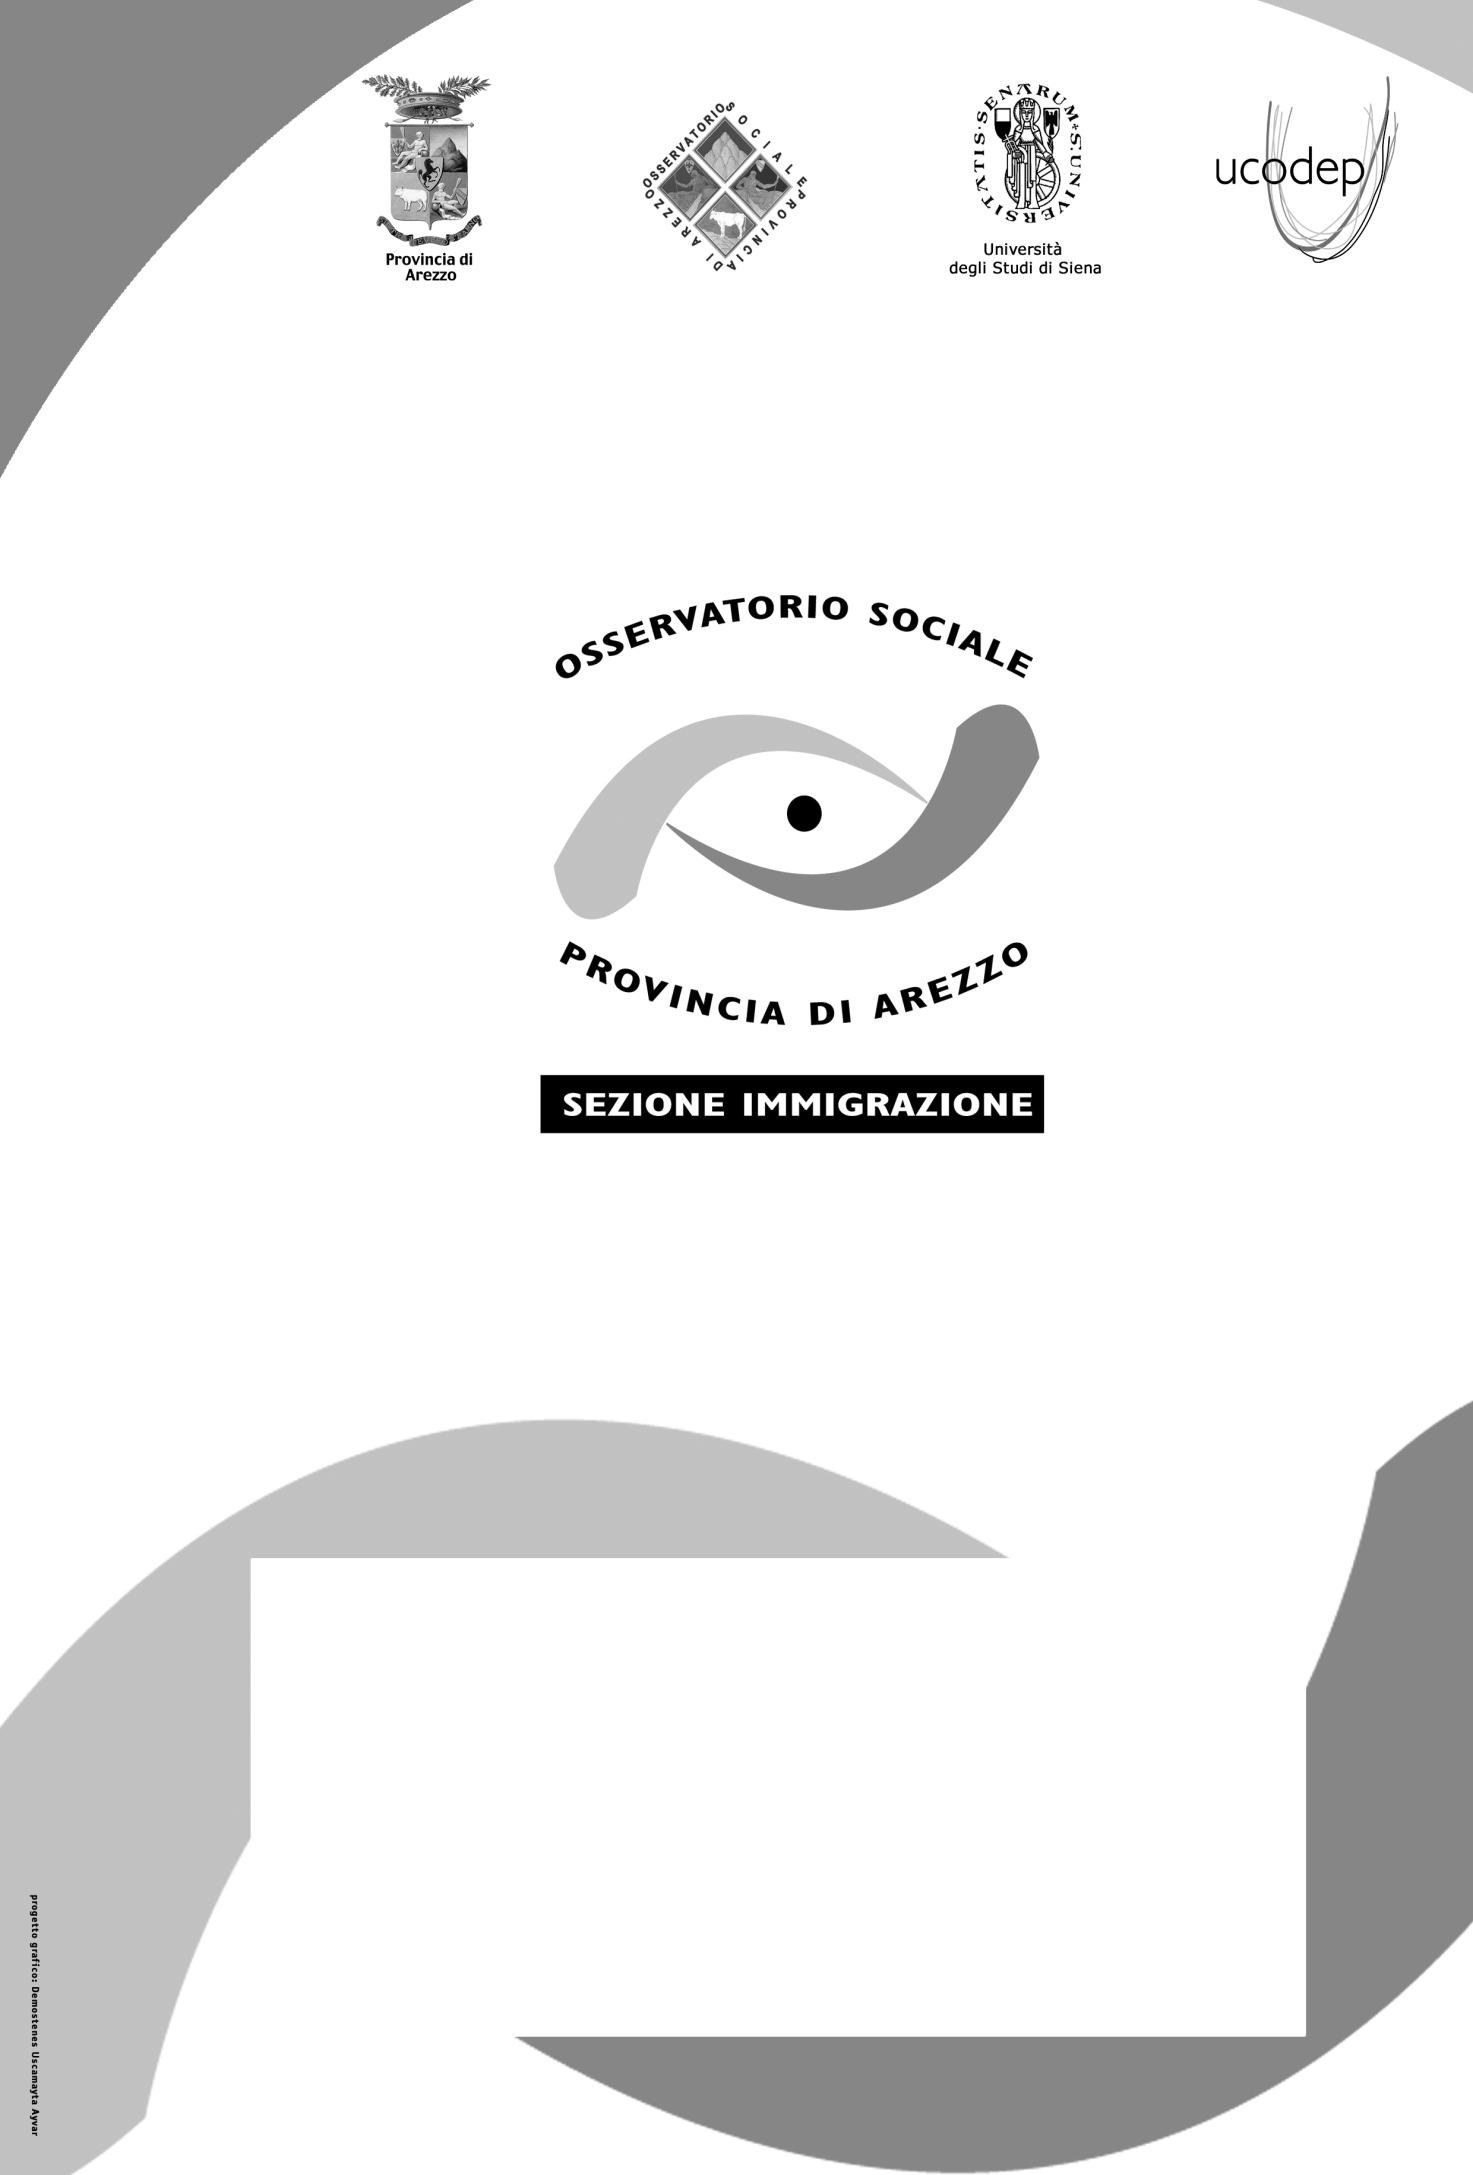 Provincia di
Arezzo
OSSERVATORIO SOCIALE PROVINCIA DI AREZZO
SENARUM · S · UNIVERSITATIS ·
Università
degli Studi di Siena
ucodep
OSSERVATORIO SOCIALE
PROVINCIA DI AREZZO
SEZIONE IMMIGRAZIONE
progetto grafico: Demostenes Uscamayta Ayvar